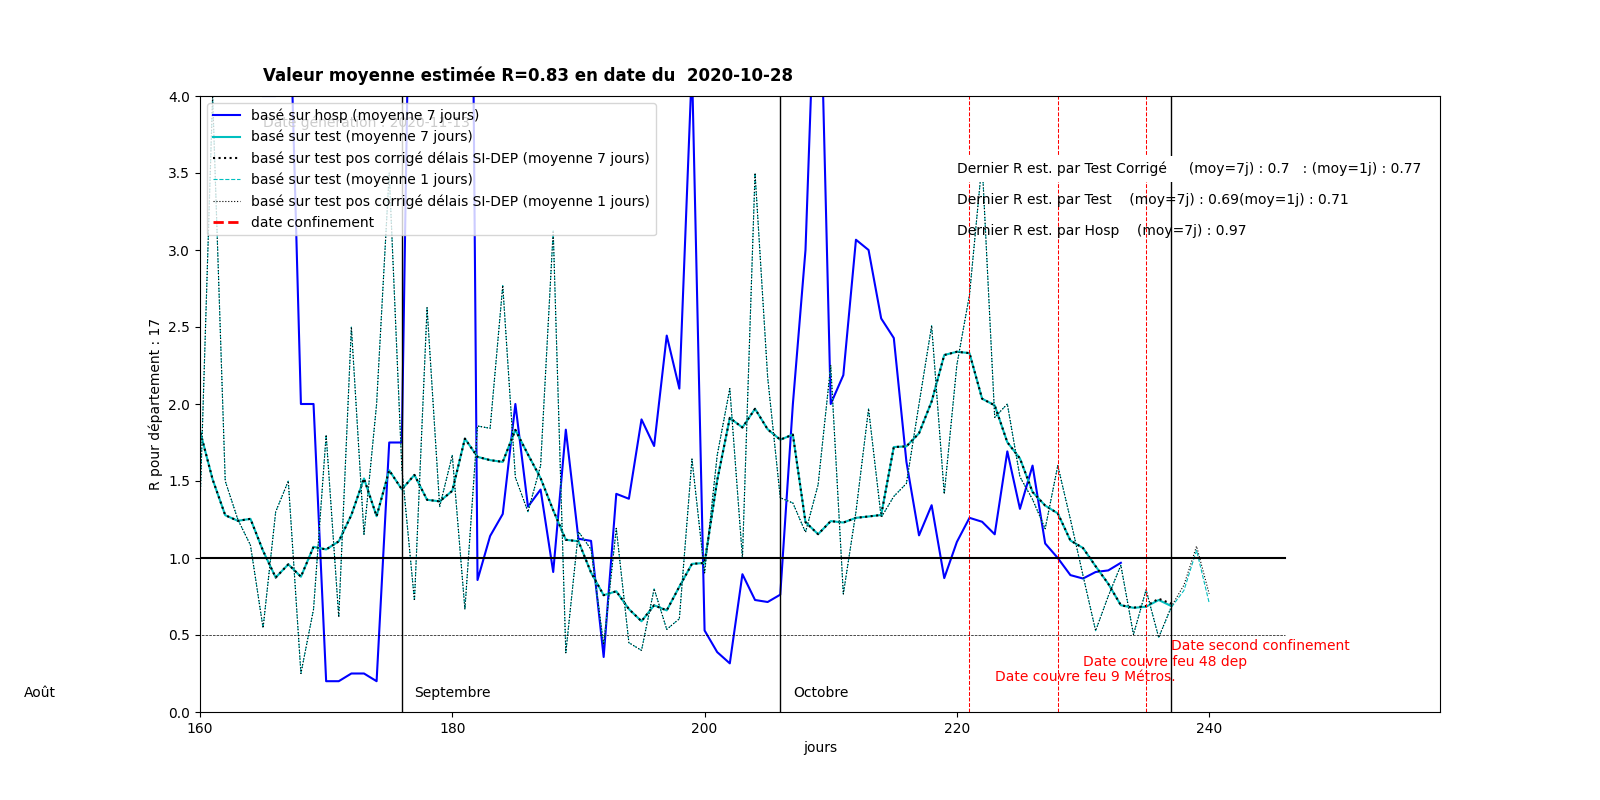 Valeur moyenne estimée R=0.83 en date du  2020-10-28
4.0
3.5
3.0
2.5
2.0
1.5
1.0
0.5
0.0
R pour département : 17
basé sur hosp (moyenne 7 jours)
Date génération : 2020-11-13
basé sur test (moyenne 7 jours)
basé sur test pos corrigé délais SI-DEP (moyenne 7 jours)
basé sur test (moyenne 1 jours)
basé sur test pos corrigé délais SI-DEP (moyenne 1 jours)
date confinement
Dernier R est. par Test Corrigé     (moy=7j) : 0.7   : (moy=1j) : 0.77
Dernier R est. par Test    (moy=7j) : 0.69(moy=1j) : 0.71
Dernier R est. par Hosp    (moy=7j) : 0.97
Date second confinement
Date couvre feu 48 dep
Date couvre feu 9 Métros.
Août
Septembre
Octobre
160
180
200
220
240
jours